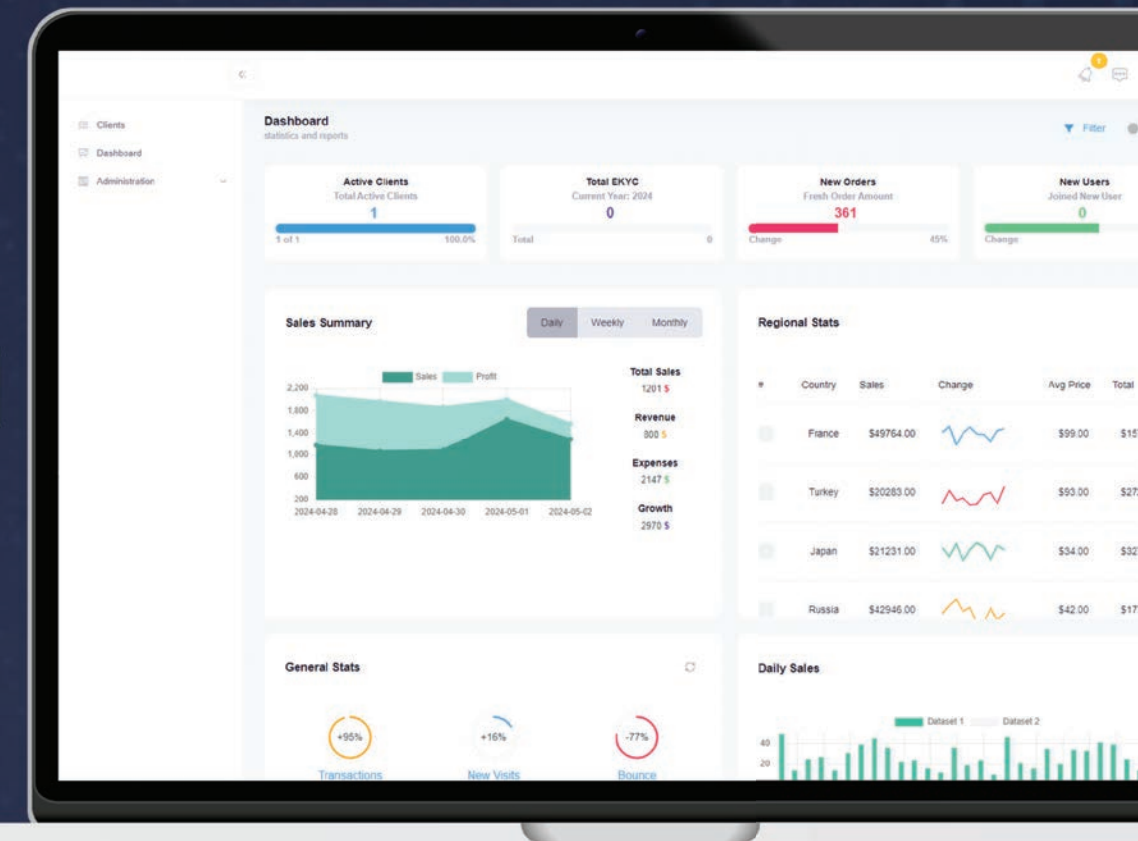 Clients
Dashboard
Administration
Dashboard
statistics and reports
Filter
Active Clients
Total Active Clients
1
1 of 1 100.0%
Total EKYC
Current Year: 2024
0
Total 0
New Orders
Fresh Order Amount
361
Change 45%
New Users
Joined New User
0
Change
Sales Summary
Daily Weekly Monthly
Sales Profit
2,200
1,800
1,400
1,000
600
200
2024-04-28 2024-04-29 2024-04-30 2024-05-01 2024-05-02
Total Sales
1201 $
Revenue
800 $
Expenses
2147 $
Growth
2970 $
Regional Stats
# Country Sales Change Avg Price Total
France $49764.00 $99.00
Turkey $20283.00 $93.00
Japan $21231.00 $34.00
Russia $42946.00 $42.00
General Stats
+95% +16% -77%
Transactions New Visits Bounce
Daily Sales
Dataset 1 Dataset 2
40
20